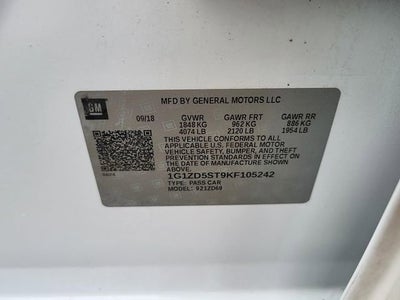 GM
MFD BY GENERAL MOTORS LLC
09/18 GVWR GAWR FRT GAWR RR
1848 KG 962 KG 886 KG
4074 LB 2120 LB 1954 LB
THIS VEHICLE CONFORMS TO ALL
APPLICABLE U.S. FEDERAL MOTOR
VEHICLE SAFETY, BUMPER, AND THEFT
PREVENTION STANDARDS IN EFFECT ON
THE DATE OF MANUFACTURE SHOWN
ABOVE.
1G1ZD5ST9KF105242
TYPE: PASS CAR
MODEL: 921ZD69